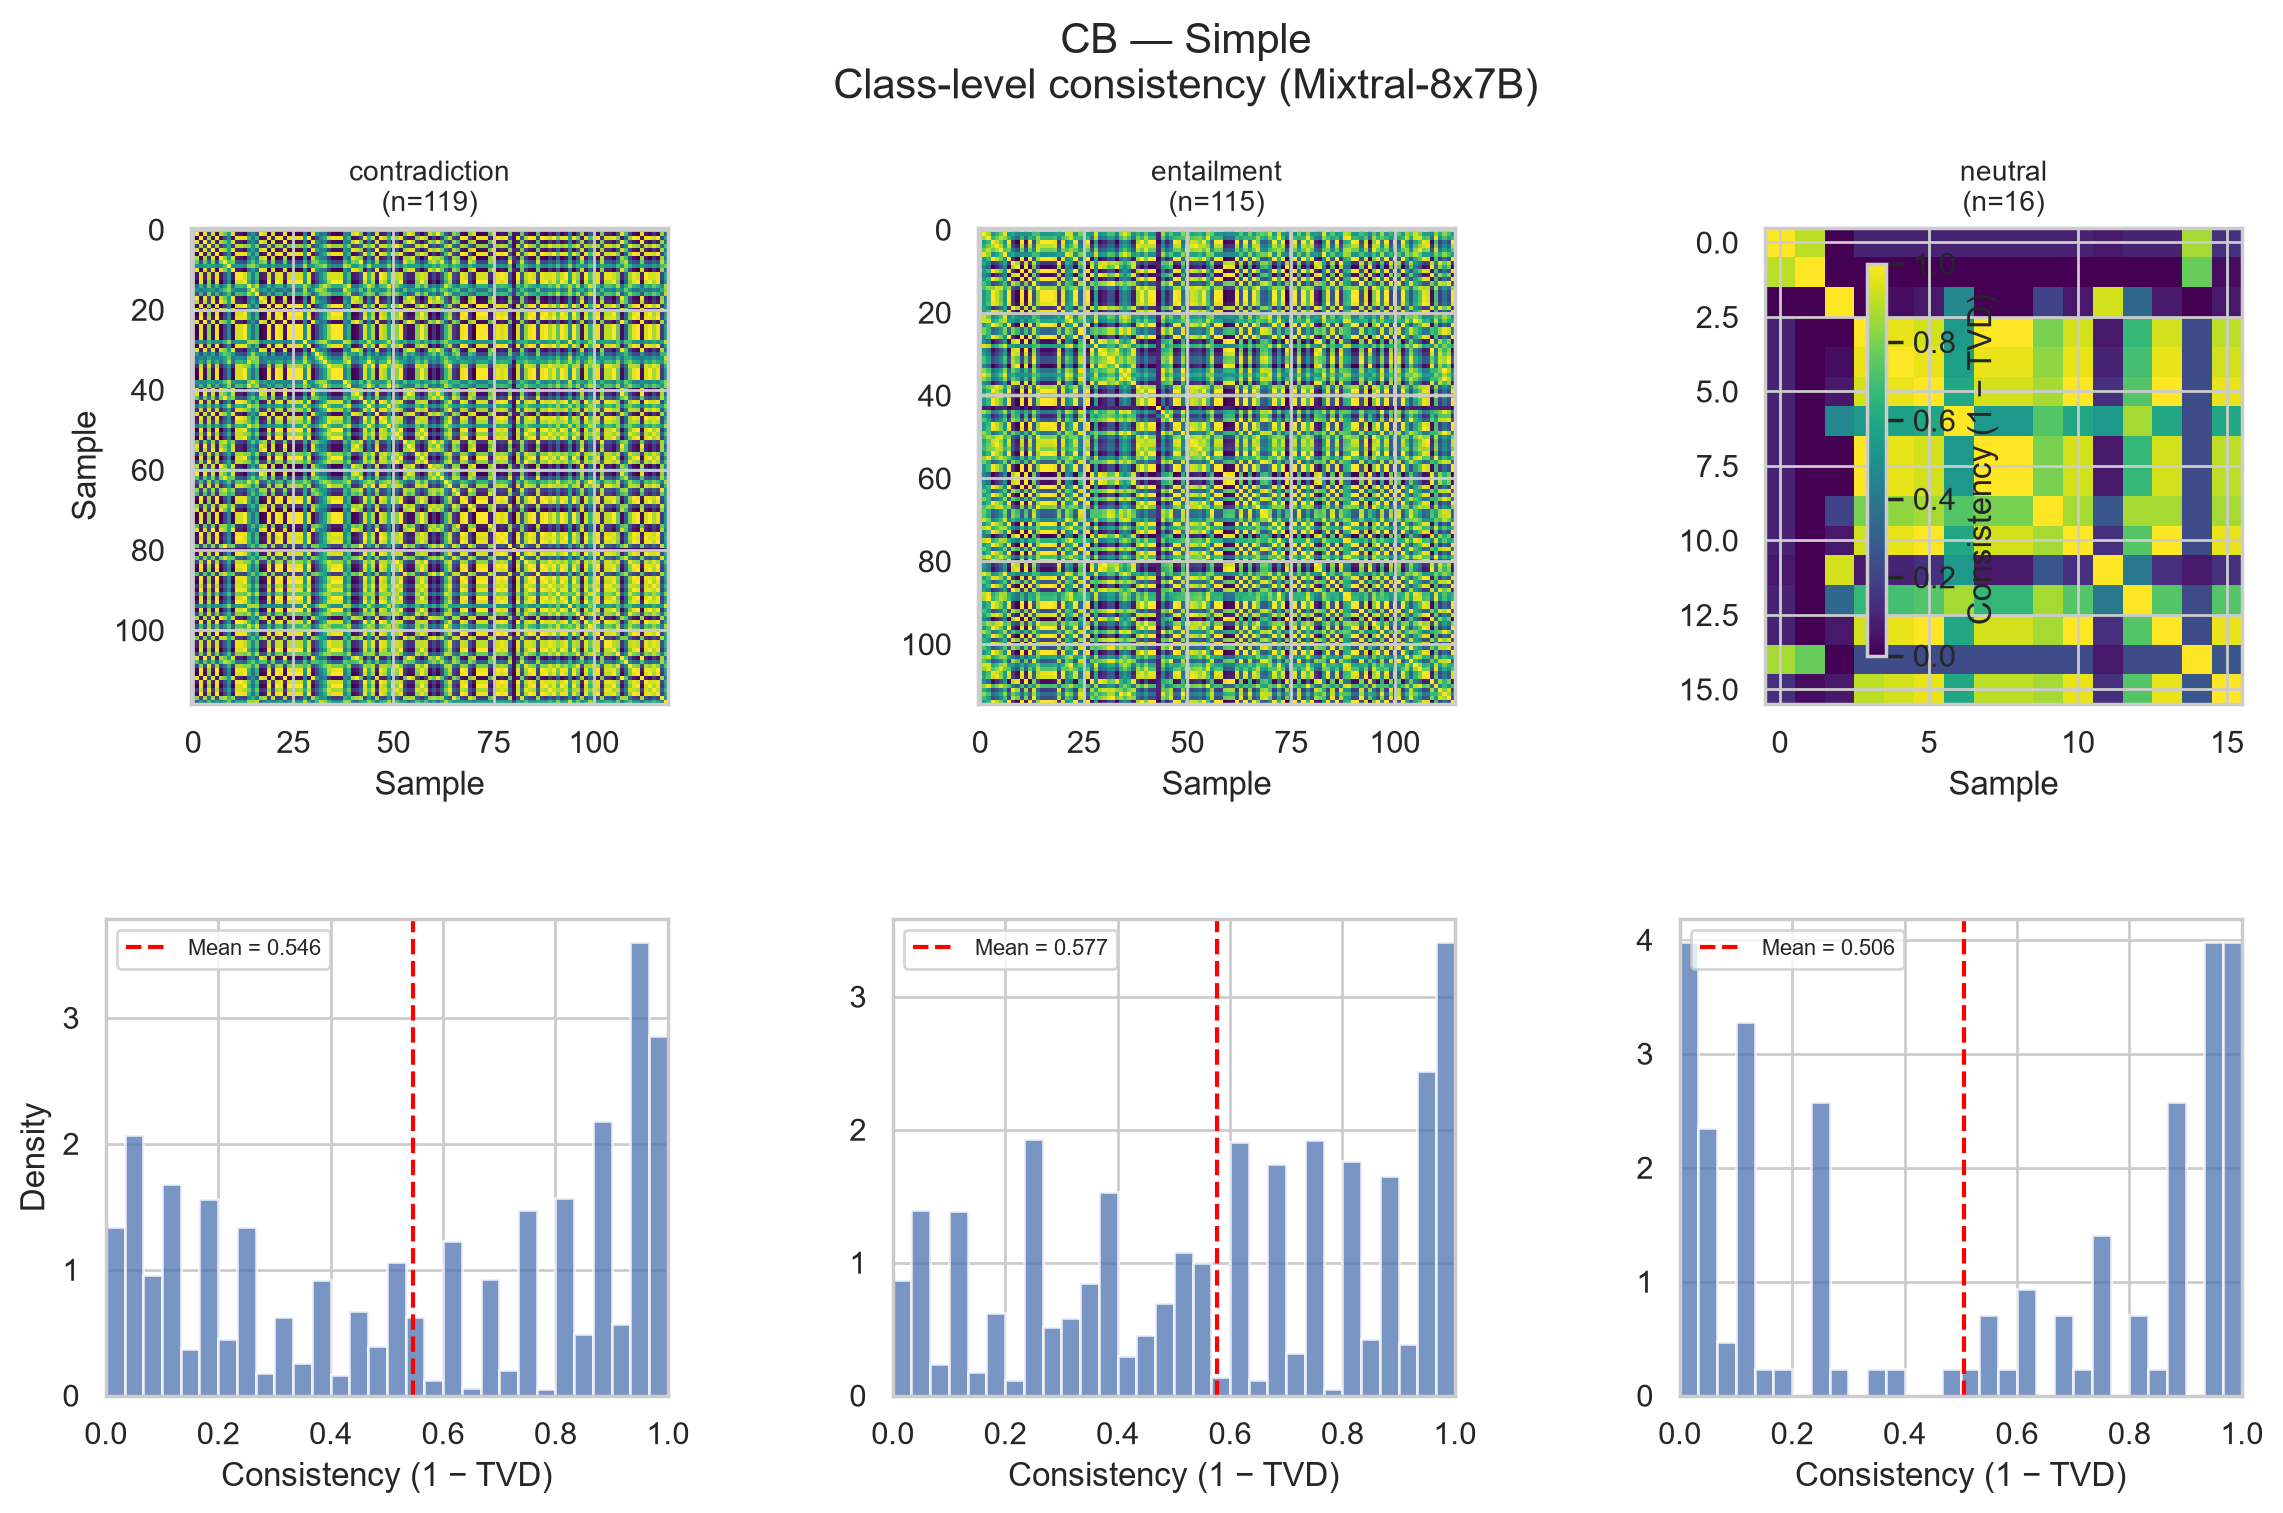 CB — Simple
Class-level consistency (Mixtral-8x7B)
contradiction
(n=119)
0
20
40
60
80
100
Sample
0 25 50 75 100
Sample
entailment
(n=115)
0
20
40
60
80
100
0 25 50 75 100
Sample
neutral
(n=16)
0.0
2.5
5.0
7.5
10.0
12.5
15.0
0 5 10 15
Sample
1.0
0.8
0.6
0.4
0.2
0.0
Consistency (1 − TVD)
Mean = 0.546
3
2
1
0
Density
0.0 0.2 0.4 0.6 0.8 1.0
Consistency (1 − TVD)
Mean = 0.577
3
2
1
0
0.0 0.2 0.4 0.6 0.8 1.0
Consistency (1 − TVD)
Mean = 0.506
4
3
2
1
0
0.0 0.2 0.4 0.6 0.8 1.0
Consistency (1 − TVD)